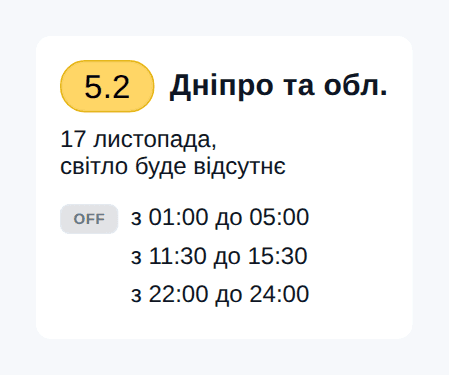 5.2 Дніпро та обл.
17 листопада,
світло буде відсутнє
OFF з 01:00 до 05:00
з 11:30 до 15:30
з 22:00 до 24:00